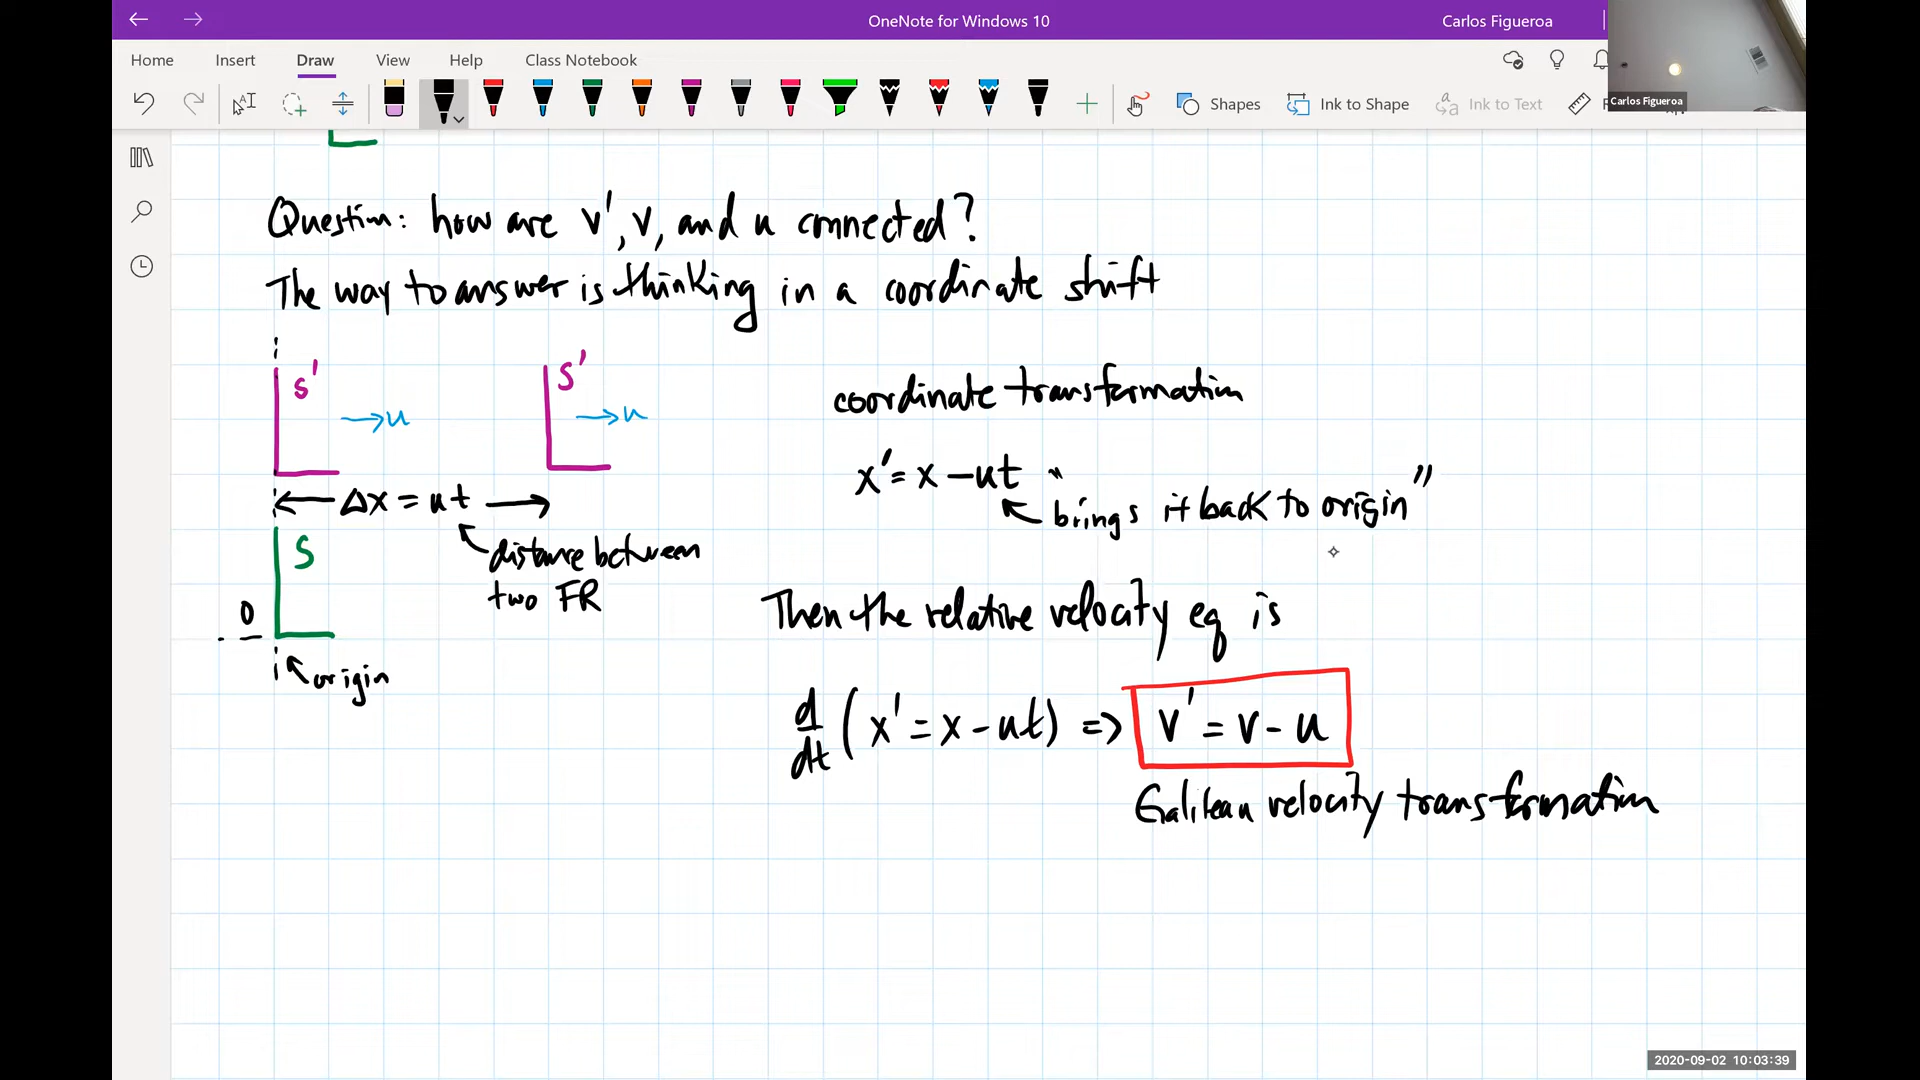 OneNote for Windows 10
Carlos Figueroa
Home Insert Draw View Help Class Notebook
Shapes Ink to Shape Ink to Text
Carlos Figueroa
Question: how are v', v, and u connected?
The way to answer is thinking in a coordinate shift
S' → u
S' → u
Δx = ut
distance between
two FR
S
0
origin
coordinate transformation
x' = x - ut
"brings it back to origin"
Then the relative velocity eq is
d/dt (x' = x - ut) => v' = v - u
Galilean velocity transformation
2020-09-02 10:03:39